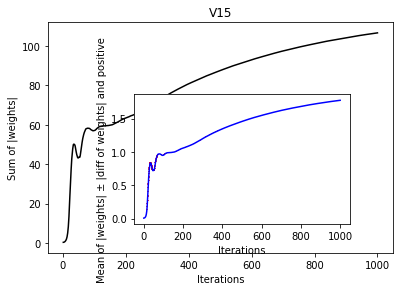 V15
Sum of |weights|
100
80
60
40
20
0
Mean of |weights| ± |diff of weights| and positive
1.5
1.0
0.5
0.0
0 200 400 600 800 1000
Iterations
0 200 400 600 800 1000
Iterations